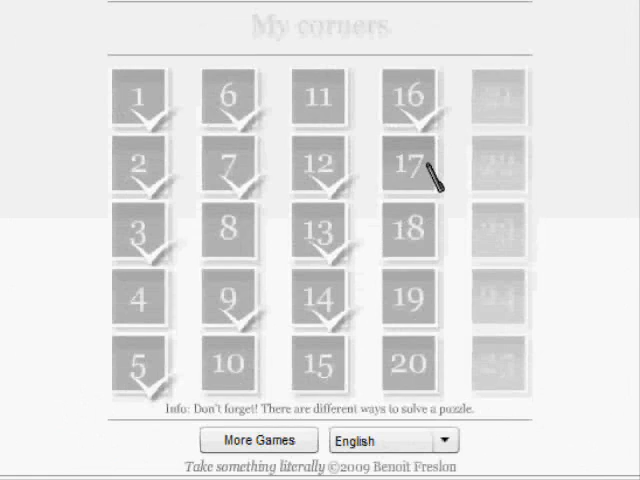 My corners
1 6 11 16
2 7 12 17
3 8 13 18
4 9 14 19
5 10 15 20
Info: Don't forget! There are different ways to solve a puzzle.
More Games English
Take something literally ©2009 Benoit Freslon